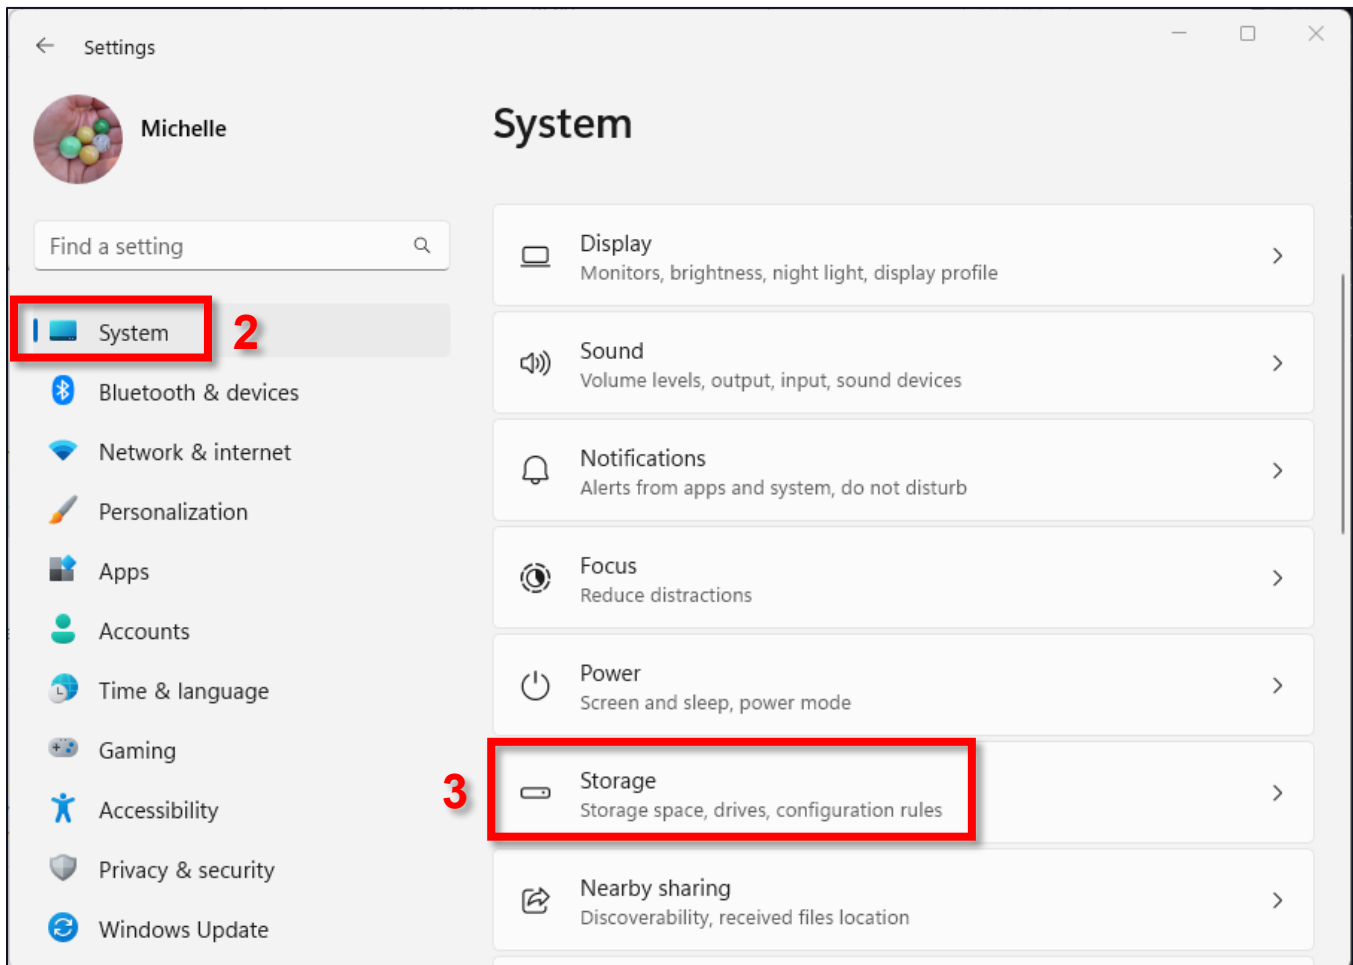 Settings
Michelle
Find a setting
System
2
Bluetooth & devices
Network & internet
Personalization
Apps
Accounts
Time & language
Gaming
Accessibility
Privacy & security
Windows Update
System
Display
Monitors, brightness, night light, display profile
Sound
Volume levels, output, input, sound devices
Notifications
Alerts from apps and system, do not disturb
Focus
Reduce distractions
Power
Screen and sleep, power mode
3
Storage
Storage space, drives, configuration rules
Nearby sharing
Discoverability, received files location